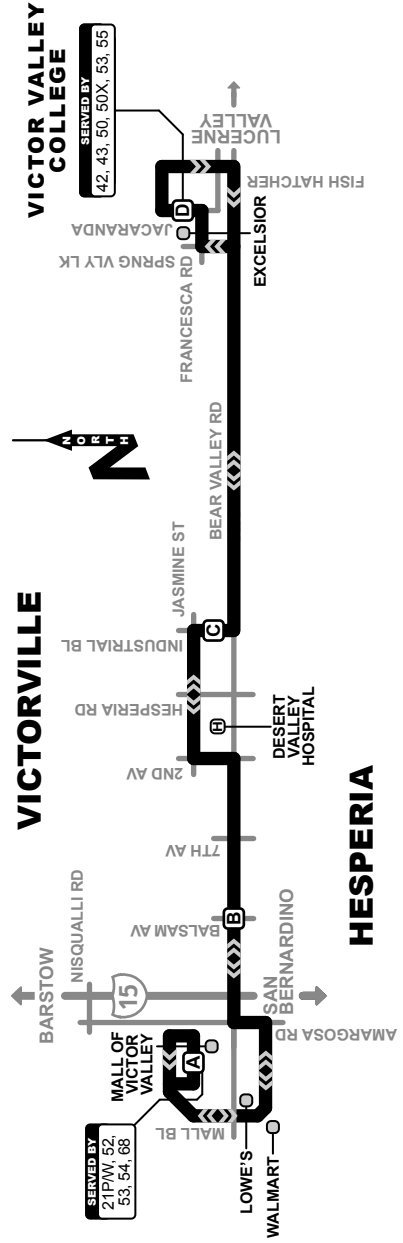 VICTORVILLE
VICTOR VALLEY
COLLEGE
SERVED BY
42, 43, 50, 50X, 53, 55
NORTH
N
BARSTOW
NISQUALLI RD
15
SERVED BY
21P/W, 52,
53, 54, 68
MALL OF
VICTOR
VALLEY
A
MALL BL
LOWE'S
WALMART
SAN
BERNARDINO
AMARGOSA RD
BALSAM AV
B
7TH AV
2ND AV
HESPERIA RD
H
DESERT
VALLEY
HOSPITAL
INDUSTRIAL BL
JASMINE ST
C
BEAR VALLEY RD
FRANCESCA RD
SPRNG VLY LK
JACARANDA
D
EXCELSIOR
FISH HATCHER
LUCERNE
VALLEY
HESPERIA